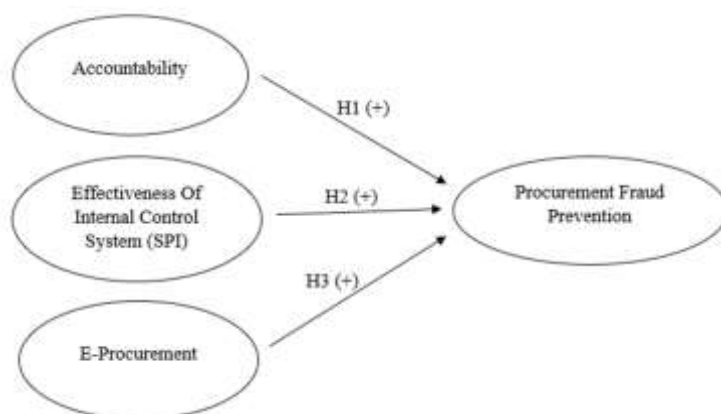 Accountability
H1 (+)
Effectiveness Of
Internal Control
System (SPI)
H2 (+)
Procurement Fraud
Prevention
H3 (+)
E-Procurement